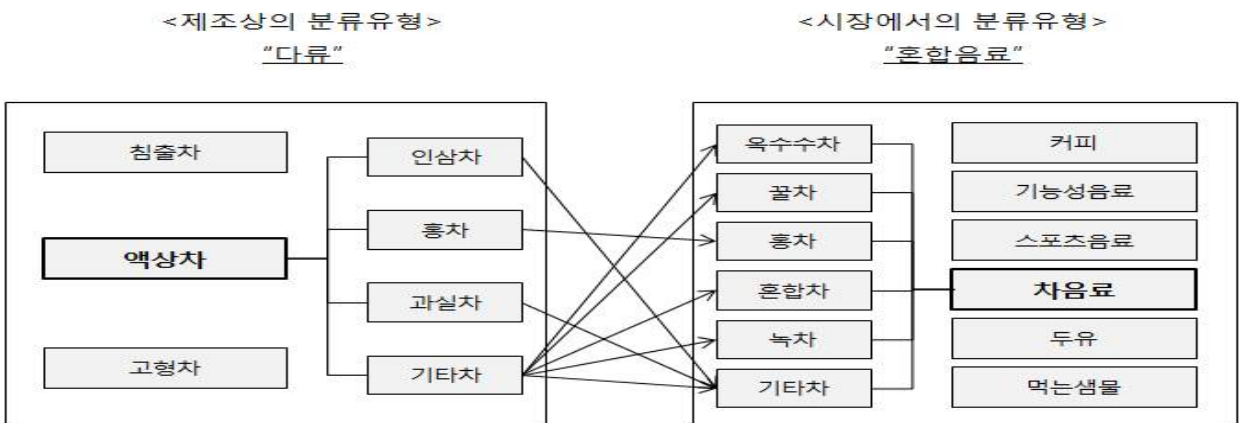 <제조상의 분류유형>
"다류"
침출차
액상차
고형차
인삼차
홍차
과실차
기타차
<시장에서의 분류유형>
"혼합음료"
옥수수차
꿀차
홍차
혼합차
녹차
기타차
커피
기능성음료
스포츠음료
차음료
두유
먹는샘물